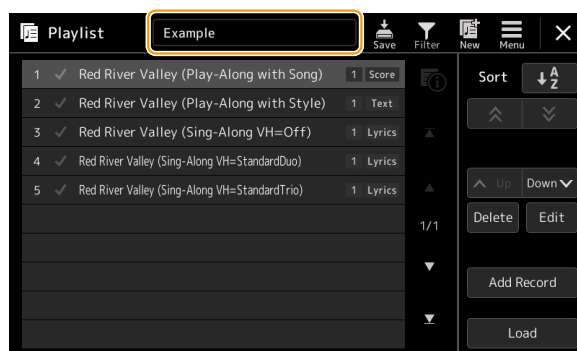 Playlist Example Save Filter New Menu
1 Red River Valley (Play-Along with Song) 1 Score
2 Red River Valley (Play-Along with Style) 1 Text
3 Red River Valley (Sing-Along VH=Off) 1 Lyrics
4 Red River Valley (Sing-Along VH=StandardDuo) 1 Lyrics
5 Red River Valley (Sing-Along VH=StandardTrio) 1 Lyrics
1/1
Sort A Z
Up Down
Delete Edit
Add Record
Load